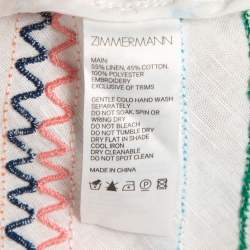 ZIMMERMANN
MAIN:
55% LINEN, 45% COTTON.
100% POLYESTER
EMBROIDERY
EXCLUSIVE OF TRIMS
GENTLE COLD HAND WASH
SEPARATELY
DO NOT SOAK, SPIN OR
WRING DRY
DO NOT BLEACH
DO NOT TUMBLE DRY
DRY FLAT IN SHADE
COOL IRON
DRY CLEANABLE
DO NOT SPOT CLEAN
MADE IN CHINA